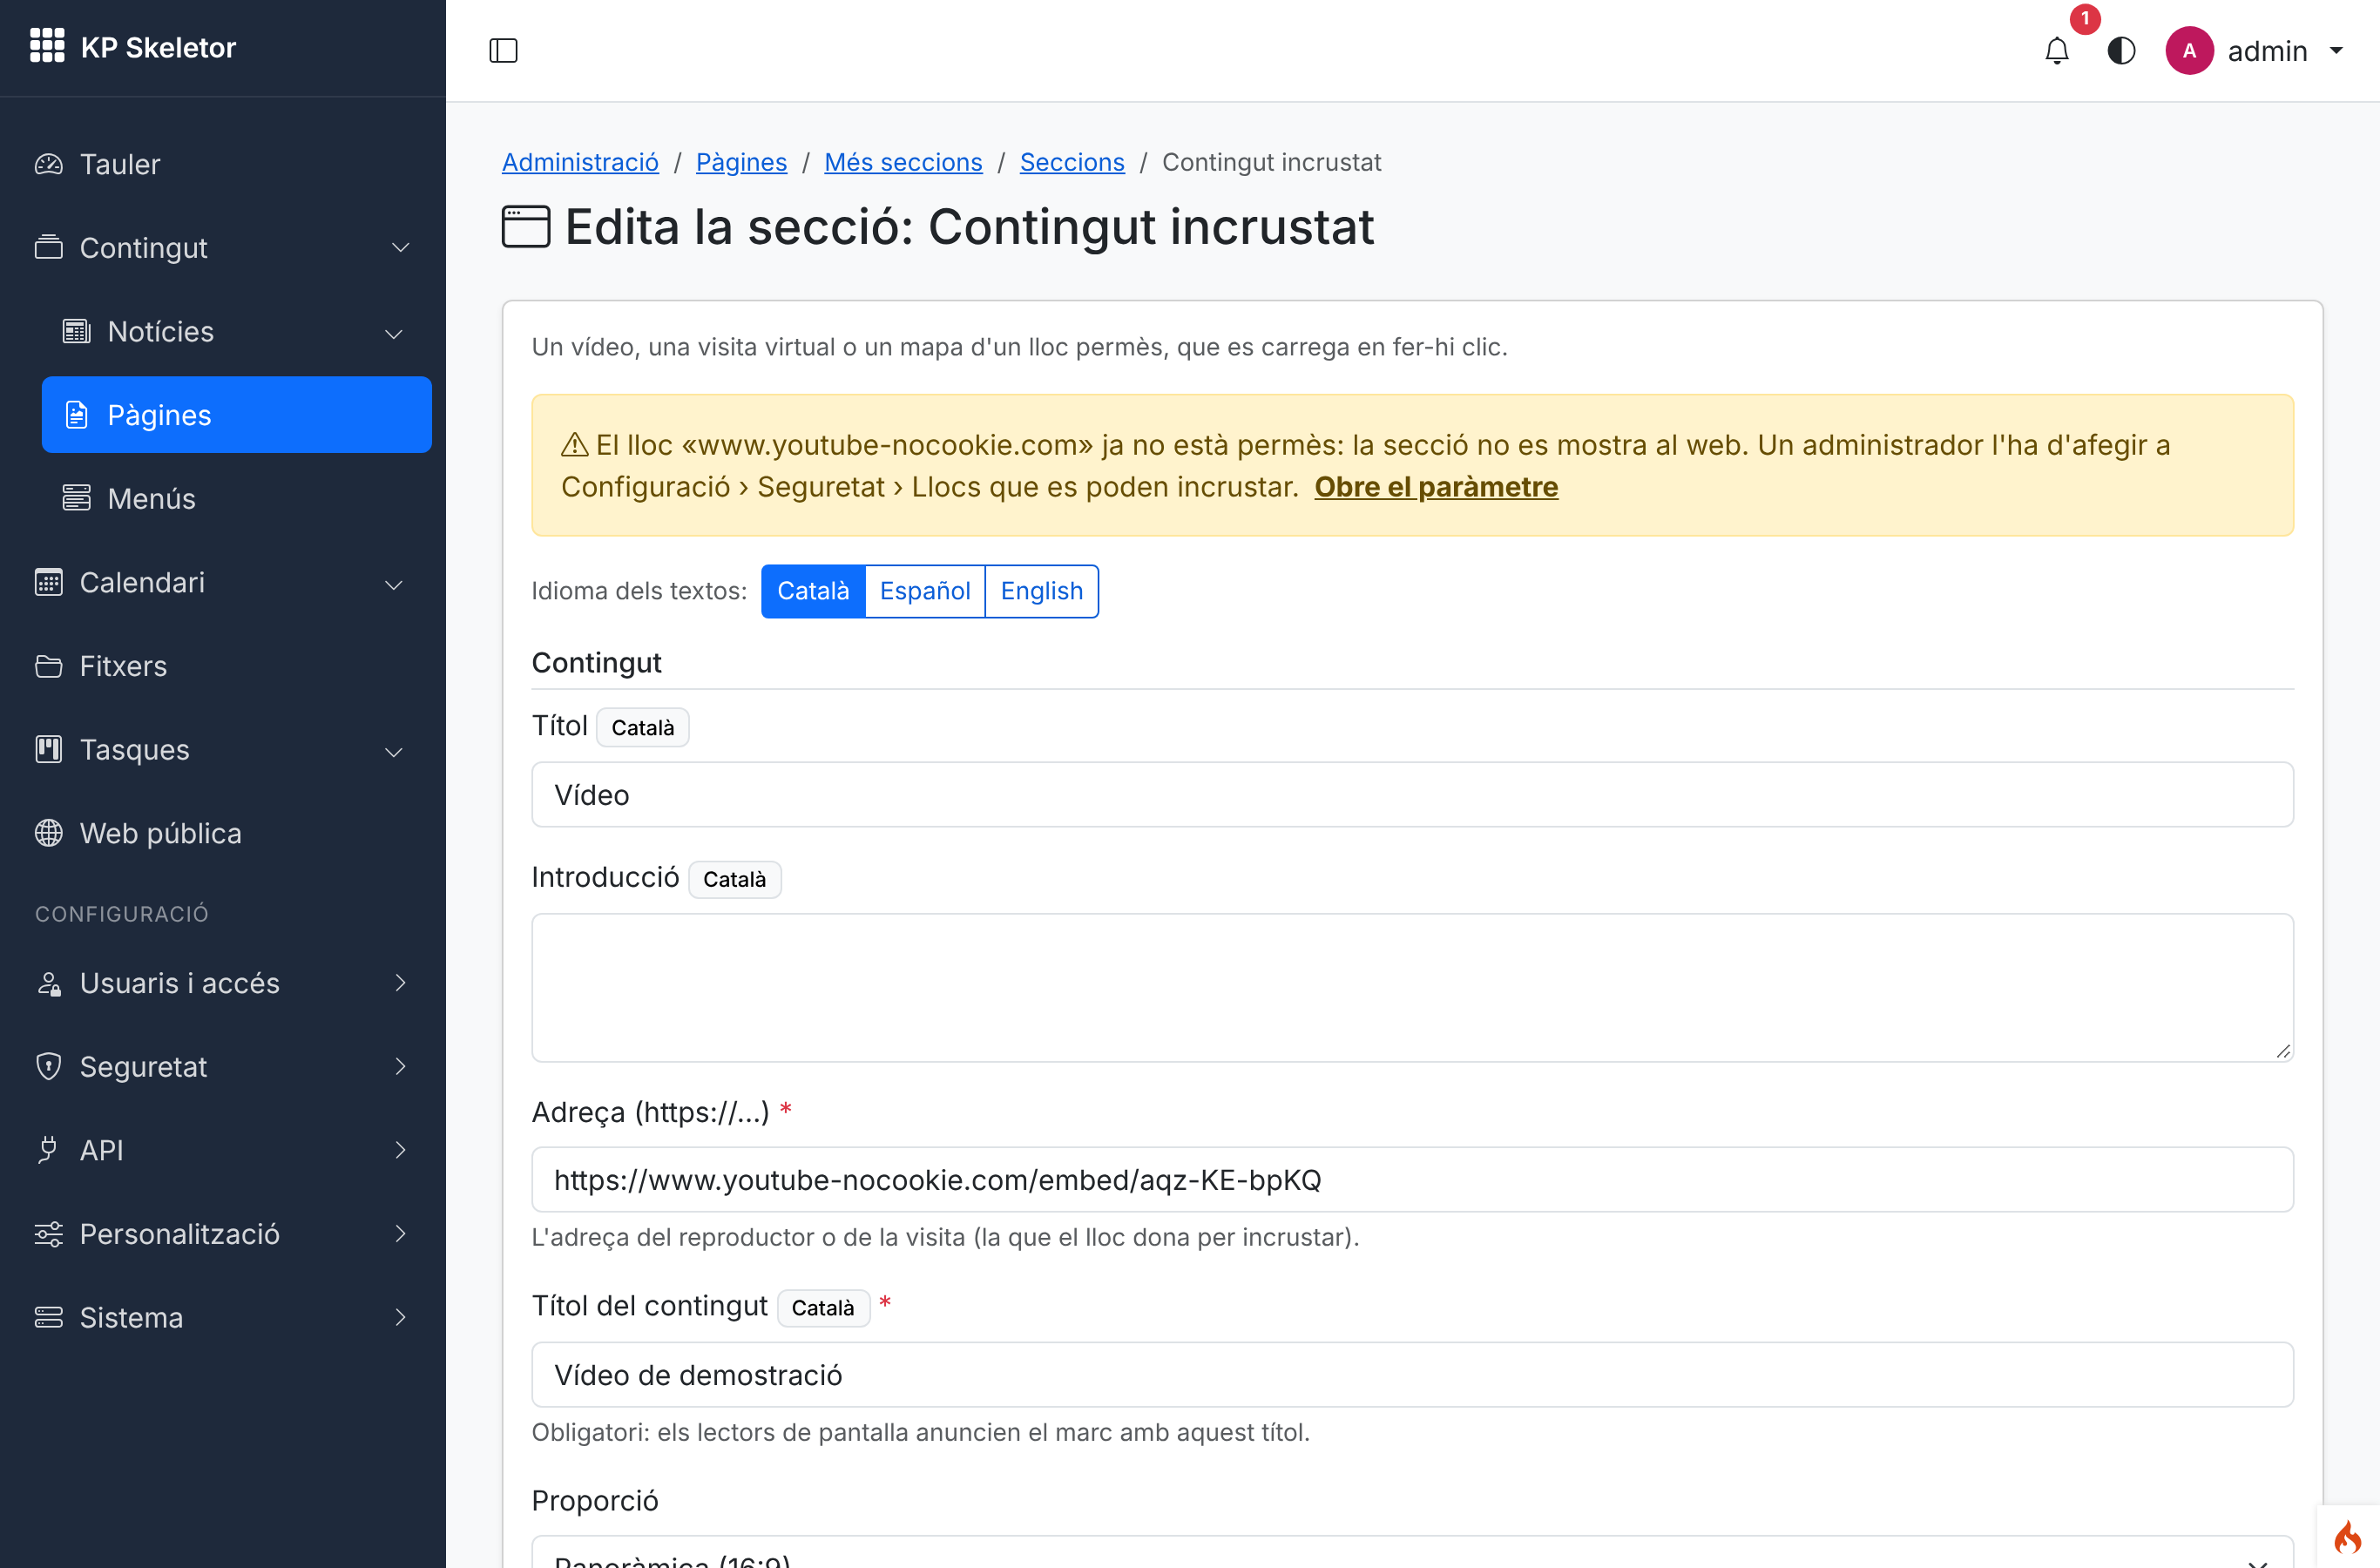 KP Skeletor
1
A
admin
Tauler
Contingut
Notícies
Pàgines
Menús
Calendari
Fitxers
Tasques
Web pública
CONFIGURACIÓ
Usuaris i accés
Seguretat
API
Personalització
Sistema
Administració / Pàgines / Més seccions / Seccions / Contingut incrustat
Edita la secció: Contingut incrustat
Un vídeo, una visita virtual o un mapa d'un lloc permès, que es carrega en fer-hi clic.
El lloc «www.youtube-nocookie.com» ja no està permès: la secció no es mostra al web. Un administrador l'ha d'afegir a
Configuració › Seguretat › Llocs que es poden incrustar. Obre el paràmetre
Idioma dels textos: Català Español English
Contingut
Títol Català
Vídeo
Introducció Català
Adreça (https://...) *
https://www.youtube-nocookie.com/embed/aqz-KE-bpKQ
L'adreça del reproductor o de la visita (la que el lloc dona per incrustar).
Títol del contingut Català *
Vídeo de demostració
Obligatori: els lectors de pantalla anuncien el marc amb aquest títol.
Proporció
Panoràmica (16:9)